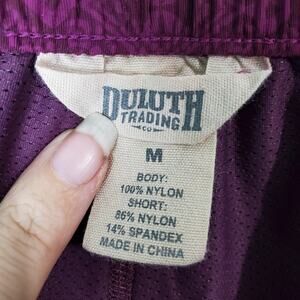 DULUTH
TRADING
CO
M
BODY:
100% NYLON
SHORT:
86% NYLON
14% SPANDEX
MADE IN CHINA